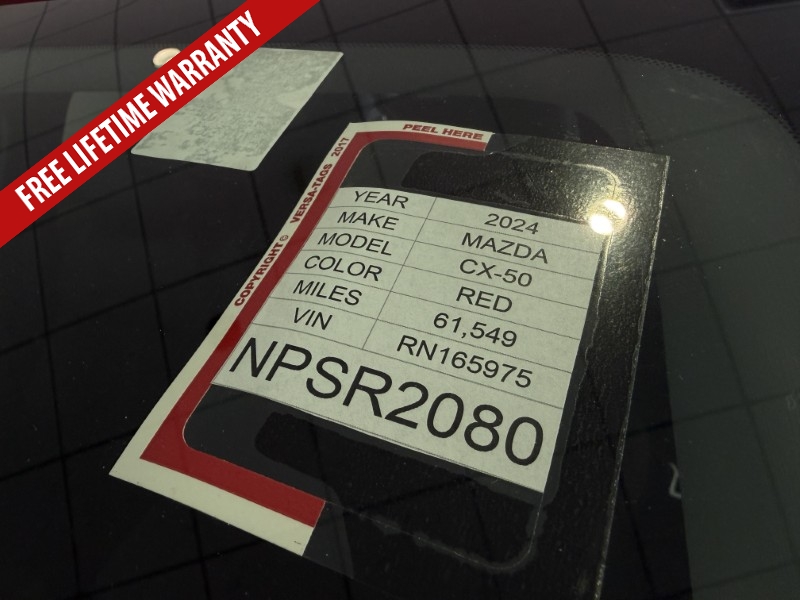 FREE LIFETIME WARRANTY
PEEL HERE
COPYRIGHT © VERSA-TAGS 2017
YEAR 2024
MAKE MAZDA
MODEL CX-50
COLOR RED
MILES 61,549
VIN RN165975
NPSR2080